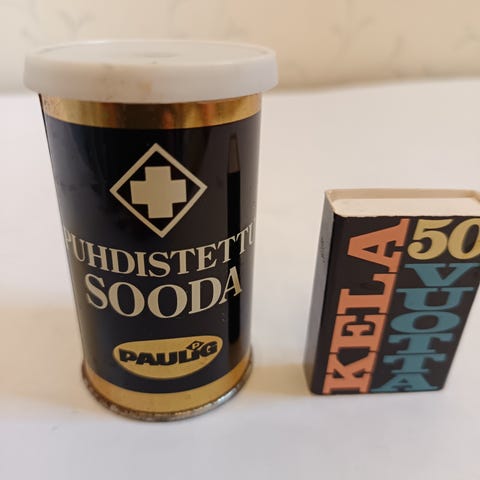 PUHDISTETTU
SOODA
PAULIG
KELA
50
VUOTTA